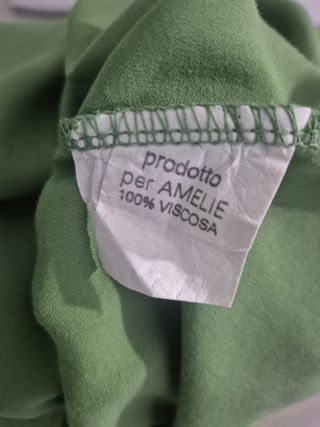 prodotto
per AMELIE
100% VISCOSA